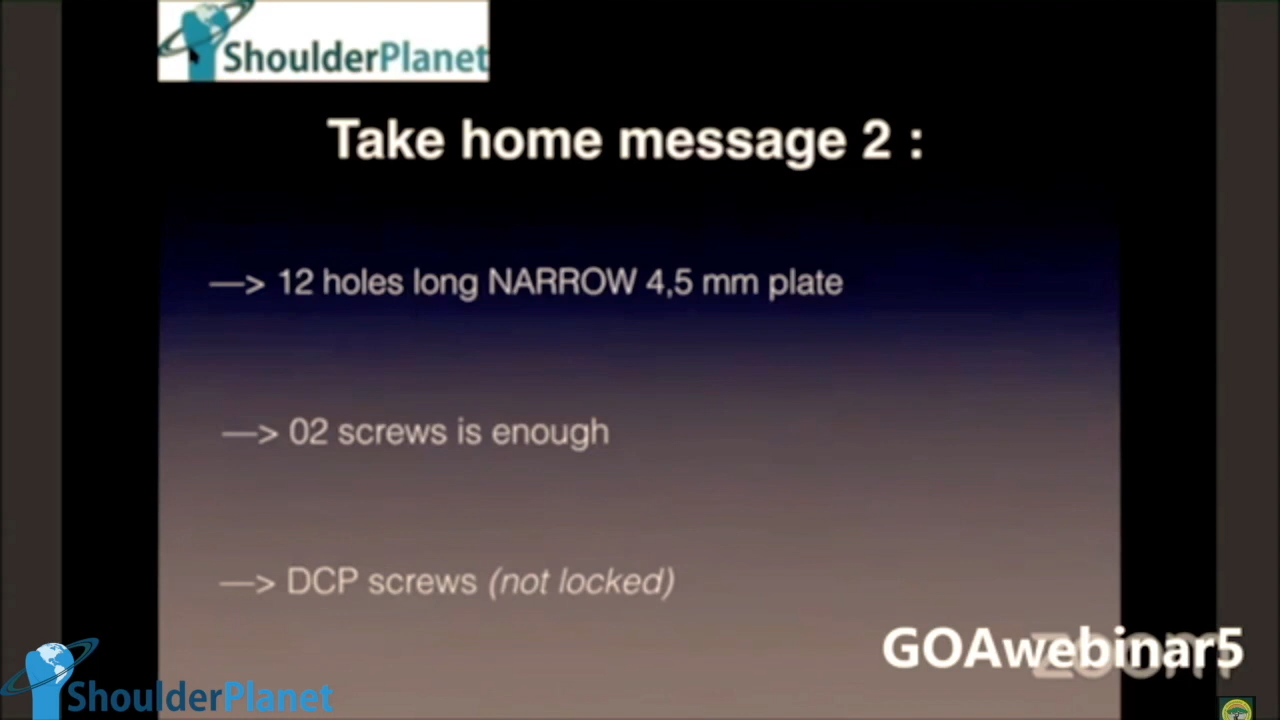 ShoulderPlanet
Take home message 2 :
—> 12 holes long NARROW 4,5 mm plate
—> 02 screws is enough
—> DCP screws (not locked)
GOAwebinar5
zoom
ShoulderPlanet